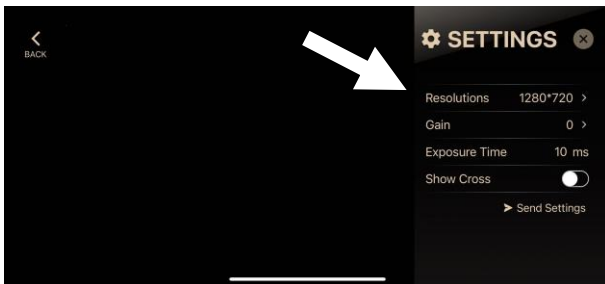 BACK
SETTINGS
Resolutions 1280*720 >
Gain 0 >
Exposure Time 10 ms
Show Cross
Send Settings